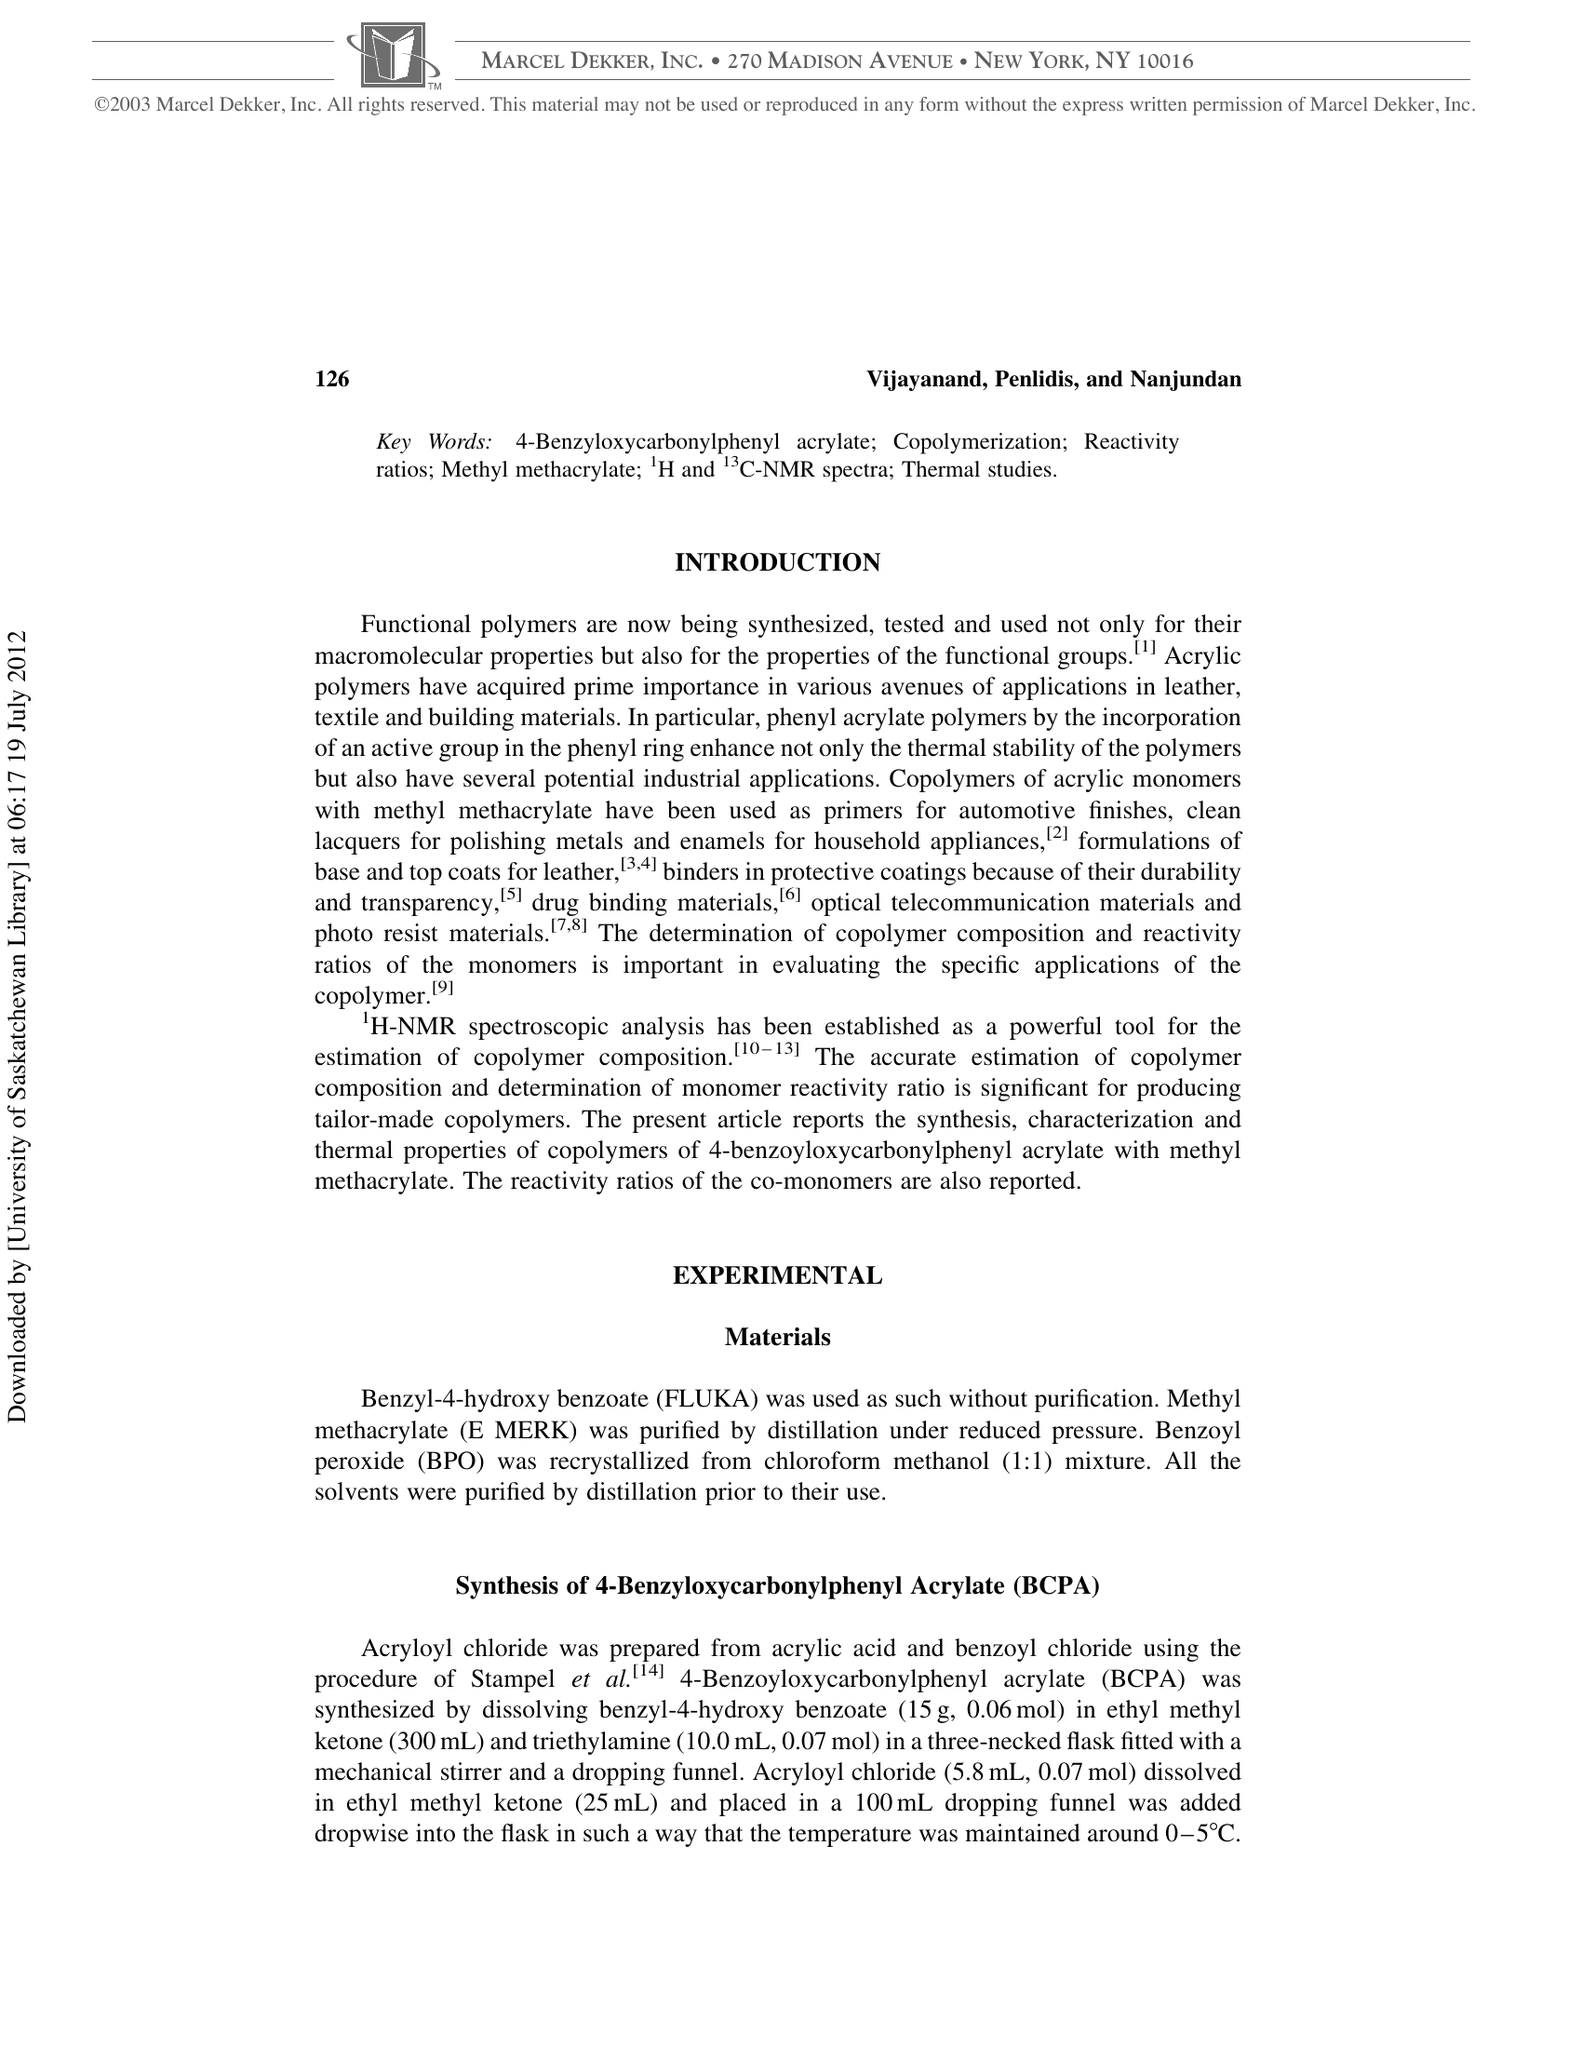 MARCEL DEKKER, INC. • 270 MADISON AVENUE • NEW YORK, NY 10016
TM
©2003 Marcel Dekker, Inc. All rights reserved. This material may not be used or reproduced in any form without the express written permission of Marcel Dekker, Inc.
126 Vijayanand, Penlidis, and Nanjundan
Key Words: 4-Benzyloxycarbonylphenyl acrylate; Copolymerization; Reactivity
ratios; Methyl methacrylate; ¹H and ¹³C-NMR spectra; Thermal studies.
INTRODUCTION
Functional polymers are now being synthesized, tested and used not only for their
macromolecular properties but also for the properties of the functional groups.[1] Acrylic
polymers have acquired prime importance in various avenues of applications in leather,
textile and building materials. In particular, phenyl acrylate polymers by the incorporation
of an active group in the phenyl ring enhance not only the thermal stability of the polymers
but also have several potential industrial applications. Copolymers of acrylic monomers
with methyl methacrylate have been used as primers for automotive finishes, clean
lacquers for polishing metals and enamels for household appliances,[2] formulations of
base and top coats for leather,[3,4] binders in protective coatings because of their durability
and transparency,[5] drug binding materials,[6] optical telecommunication materials and
photo resist materials.[7,8] The determination of copolymer composition and reactivity
ratios of the monomers is important in evaluating the specific applications of the
copolymer.[9]
¹H-NMR spectroscopic analysis has been established as a powerful tool for the
estimation of copolymer composition.[10–13] The accurate estimation of copolymer
composition and determination of monomer reactivity ratio is significant for producing
tailor-made copolymers. The present article reports the synthesis, characterization and
thermal properties of copolymers of 4-benzoyloxycarbonylphenyl acrylate with methyl
methacrylate. The reactivity ratios of the co-monomers are also reported.
EXPERIMENTAL
Materials
Benzyl-4-hydroxy benzoate (FLUKA) was used as such without purification. Methyl
methacrylate (E MERK) was purified by distillation under reduced pressure. Benzoyl
peroxide (BPO) was recrystallized from chloroform methanol (1:1) mixture. All the
solvents were purified by distillation prior to their use.
Synthesis of 4-Benzyloxycarbonylphenyl Acrylate (BCPA)
Acryloyl chloride was prepared from acrylic acid and benzoyl chloride using the
procedure of Stampel et al.[14] 4-Benzoyloxycarbonylphenyl acrylate (BCPA) was
synthesized by dissolving benzyl-4-hydroxy benzoate (15 g, 0.06 mol) in ethyl methyl
ketone (300 mL) and triethylamine (10.0 mL, 0.07 mol) in a three-necked flask fitted with a
mechanical stirrer and a dropping funnel. Acryloyl chloride (5.8 mL, 0.07 mol) dissolved
in ethyl methyl ketone (25 mL) and placed in a 100 mL dropping funnel was added
dropwise into the flask in such a way that the temperature was maintained around 0–5°C.
Downloaded by [University of Saskatchewan Library] at 06:17 19 July 2012